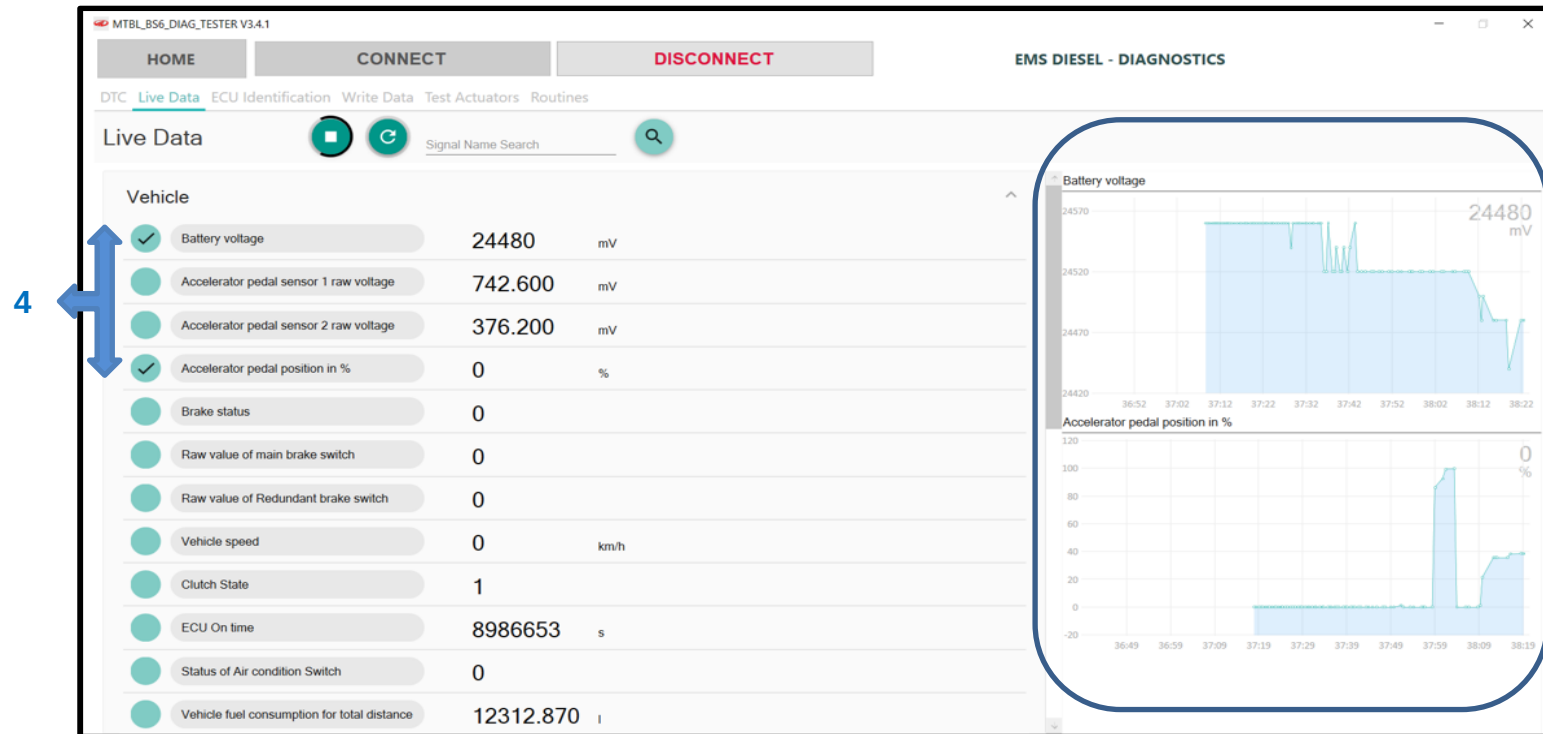 MTBL_BS6_DIAG_TESTER V3.4.1
HOME CONNECT DISCONNECT EMS DIESEL - DIAGNOSTICS
DTC Live Data ECU Identification Write Data Test Actuators Routines
Live Data Signal Name Search
Vehicle
Battery voltage 24480 mV
Accelerator pedal sensor 1 raw voltage 742.600 mV
Accelerator pedal sensor 2 raw voltage 376.200 mV
Accelerator pedal position in % 0 %
Brake status 0
Raw value of main brake switch 0
Raw value of Redundant brake switch 0
Vehicle speed 0 km/h
Clutch State 1
ECU On time 8986653 s
Status of Air condition Switch 0
Vehicle fuel consumption for total distance 12312.870 l
4
Battery voltage
24480
mV
24570
24520
24470
24420
36:52 37:02 37:12 37:22 37:32 37:42 37:52 38:02 38:12 38:22
Accelerator pedal position in %
0
%
120
100
80
60
40
20
0
-20
36:49 36:59 37:09 37:19 37:29 37:39 37:49 37:59 38:09 38:19